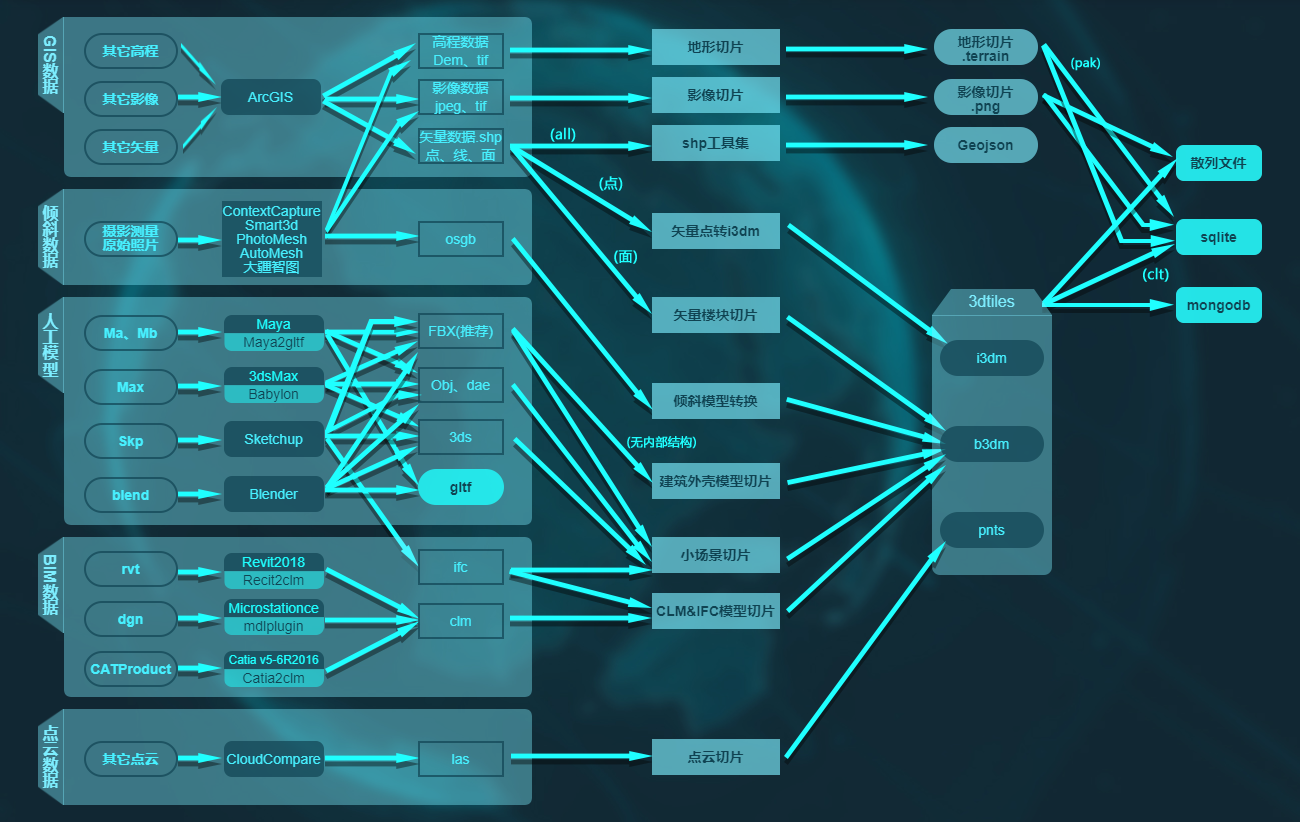 GIS数据
其它高程
其它影像
其它矢量
ArcGIS
高程数据
Dem、tif
影像数据
jpeg、tif
矢量数据.shp
点、线、面
(all)
(点)
(面)
地形切片
影像切片
shp工具集
矢量点转i3dm
矢量楼块切片
地形切片
.terrain
影像切片
.png
Geojson
(pak)
散列文件
sqlite
(clt)
mongodb
倾斜数据
摄影测量
原始照片
ContextCapture
Smart3d
PhotoMesh
AutoMesh
大疆智图
osgb
倾斜模型转换
3dtiles
i3dm
b3dm
pnts
人工模型
Ma、Mb
Maya
Maya2gltf
Max
3dsMax
Babylon
Skp
Sketchup
blend
Blender
FBX(推荐)
Obj、dae
3ds
gltf
(无内部结构)
建筑外壳模型切片
小场景切片
CLM&IFC模型切片
BIM数据
rvt
Revit2018
Recit2clm
dgn
Microstationce
mdlplugin
CATProduct
Catia v5-6R2016
Catia2clm
ifc
clm
点云数据
其它点云
CloudCompare
las
点云切片